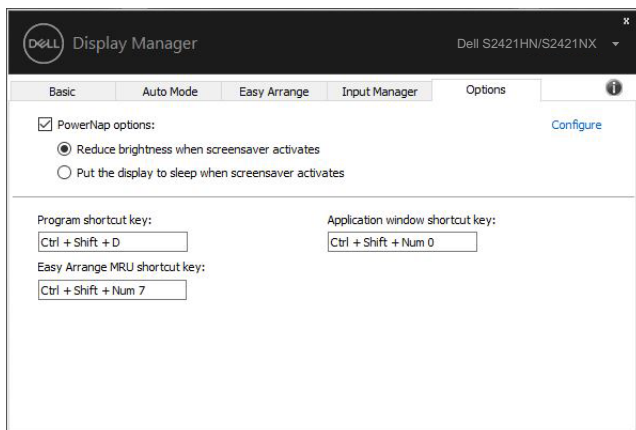 x
DELL Display Manager Dell S2421HN/S2421NX
Basic Auto Mode Easy Arrange Input Manager Options
PowerNap options: Configure
Reduce brightness when screensaver activates
Put the display to sleep when screensaver activates
Program shortcut key: Application window shortcut key:
Ctrl + Shift + D Ctrl + Shift + Num 0
Easy Arrange MRU shortcut key:
Ctrl + Shift + Num 7